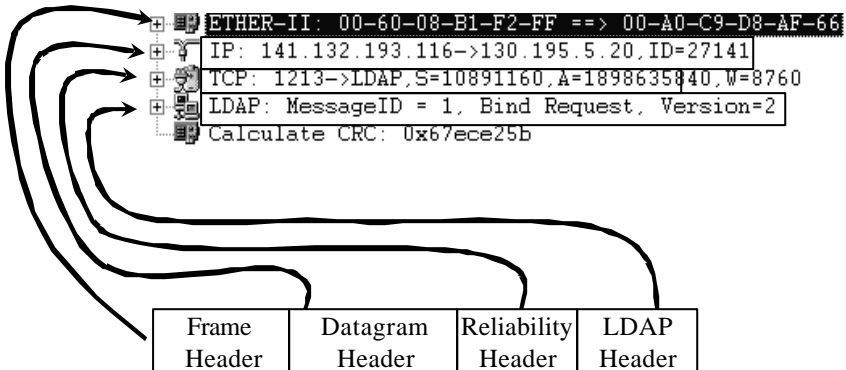 ETHER-II: 00-60-08-B1-F2-FF ==> 00-A0-C9-D8-AF-66
IP: 141.132.193.116->130.195.5.20,ID=27141
TCP: 1213->LDAP,S=10891160,A=1898635840,W=8760
LDAP: MessageID = 1, Bind Request, Version=2
Calculate CRC: 0x67ece25b
Frame Header
Datagram Header
Reliability Header
LDAP Header